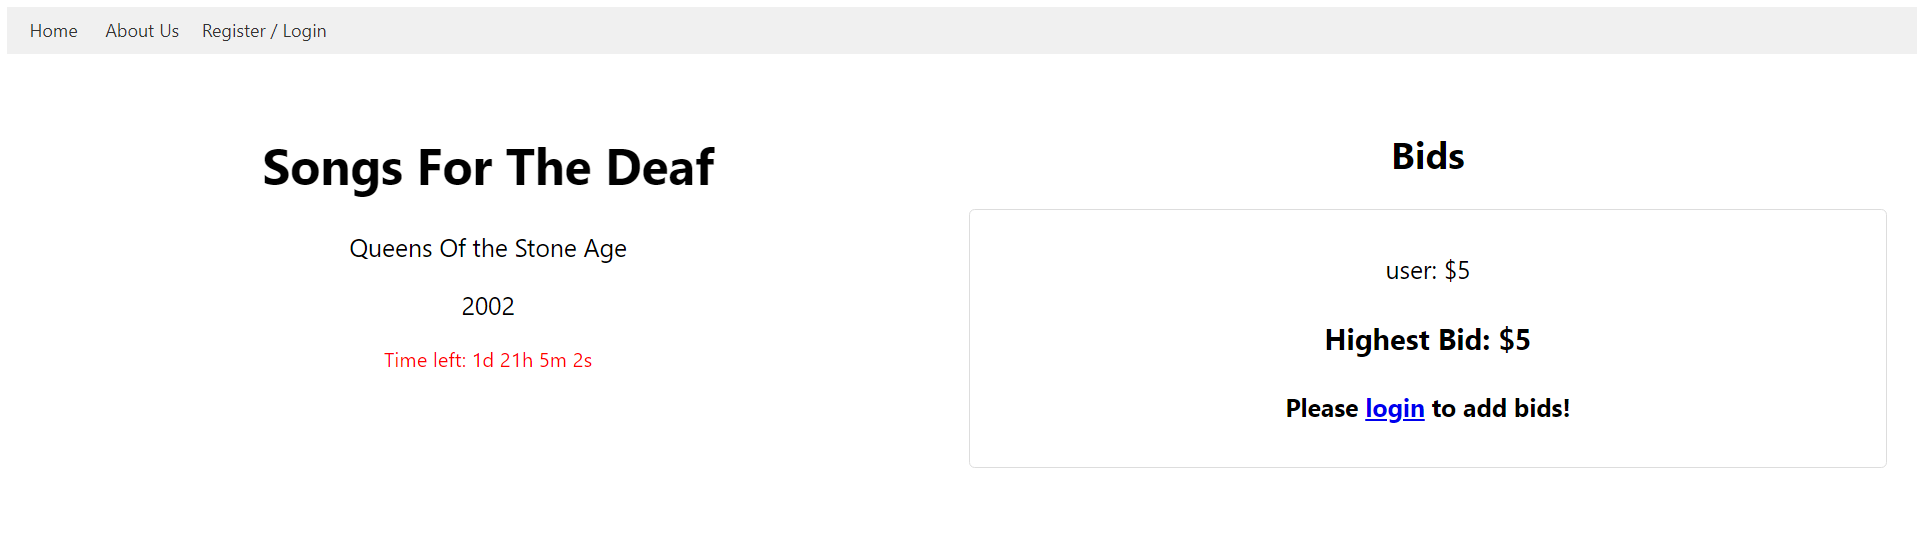 Home About Us Register / Login
Songs For The Deaf
Queens Of the Stone Age
2002
Time left: 1d 21h 5m 2s
Bids
user: $5
Highest Bid: $5
Please login to add bids!